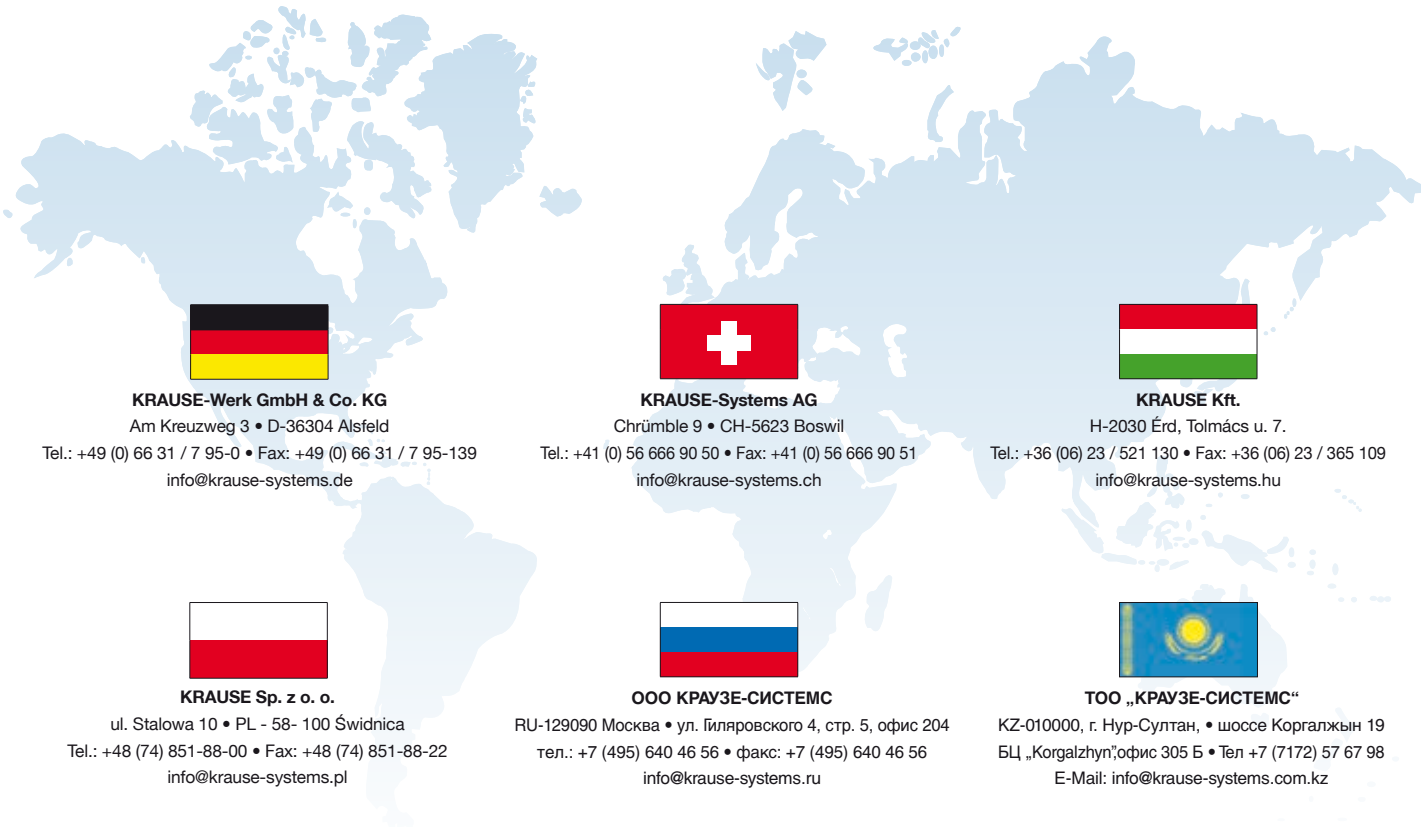 KRAUSE-Werk GmbH & Co. KG
Am Kreuzweg 3 • D-36304 Alsfeld
Tel.: +49 (0) 66 31 / 7 95-0 • Fax: +49 (0) 66 31 / 7 95-139
info@krause-systems.de
KRAUSE-Systems AG
Chrümble 9 • CH-5623 Boswil
Tel.: +41 (0) 56 666 90 50 • Fax: +41 (0) 56 666 90 51
info@krause-systems.ch
KRAUSE Kft.
H-2030 Érd, Tolmács u. 7.
Tel.: +36 (06) 23 / 521 130 • Fax: +36 (06) 23 / 365 109
info@krause-systems.hu
KRAUSE Sp. z o. o.
ul. Stalowa 10 • PL - 58- 100 Świdnica
Tel.: +48 (74) 851-88-00 • Fax: +48 (74) 851-88-22
info@krause-systems.pl
ООО КРАУЗЕ-СИСТЕМС
RU-129090 Москва • ул. Гиляровского 4, стр. 5, офис 204
тел.: +7 (495) 640 46 56 • факс: +7 (495) 640 46 56
info@krause-systems.ru
ТОО „КРАУЗЕ-СИСТЕМС“
KZ-010000, г. Нур-Султан, • шоссе Коргалжын 19
БЦ „Korgalzhyn”,офис 305 Б • Тел +7 (7172) 57 67 98
E-Mail: info@krause-systems.com.kz